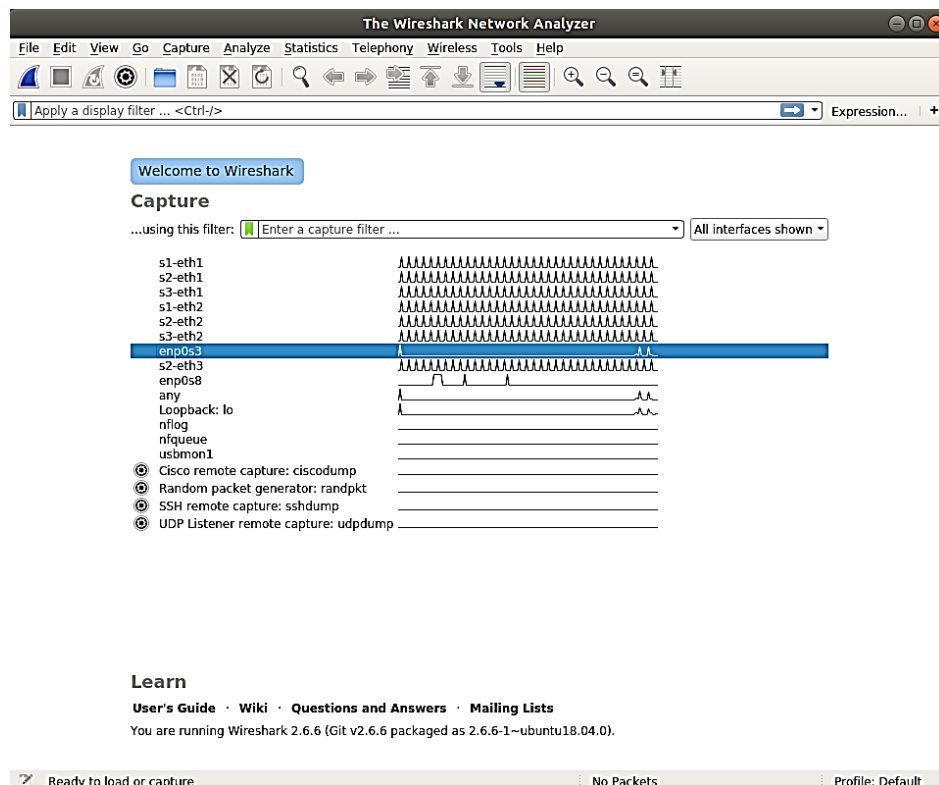 The Wireshark Network Analyzer
File Edit View Go Capture Analyze Statistics Telephony Wireless Tools Help
Apply a display filter ... <Ctrl-/> Expression... +
Welcome to Wireshark
Capture
...using this filter: Enter a capture filter ... All interfaces shown
s1-eth1
s2-eth1
s3-eth1
s1-eth2
s2-eth2
s3-eth2
enp0s3
s2-eth3
enp0s8
any
Loopback: lo
nflog
nfqueue
usbmon1
Cisco remote capture: ciscodump
Random packet generator: randpkt
SSH remote capture: sshdump
UDP Listener remote capture: udpdump
Learn
User's Guide · Wiki · Questions and Answers · Mailing Lists
You are running Wireshark 2.6.6 (Git v2.6.6 packaged as 2.6.6-1~ubuntu18.04.0).
Ready to load or capture No Packets Profile: Default